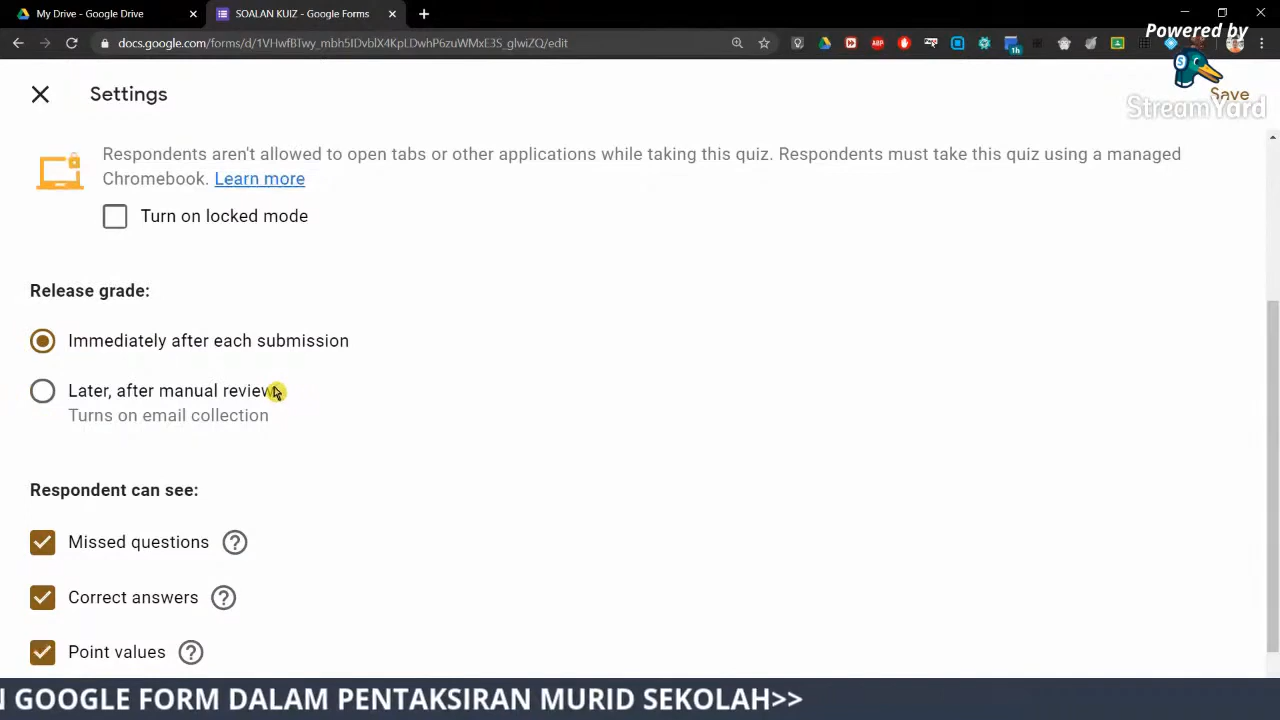 My Drive - Google Drive
SOALAN KUIZ - Google Forms
docs.google.com/forms/d/1VHwfBTwy_mbh5IDvblX4KpLDwhP6zuWMxE3S_glwiZQ/edit
ABP
1h
Powered by
S
StreamYard
Settings
Save
Respondents aren't allowed to open tabs or other applications while taking this quiz. Respondents must take this quiz using a managed
Chromebook. Learn more
Turn on locked mode
Release grade:
Immediately after each submission
Later, after manual review
Turns on email collection
Respondent can see:
Missed questions ?
Correct answers ?
Point values ?
N GOOGLE FORM DALAM PENTAKSIRAN MURID SEKOLAH>>